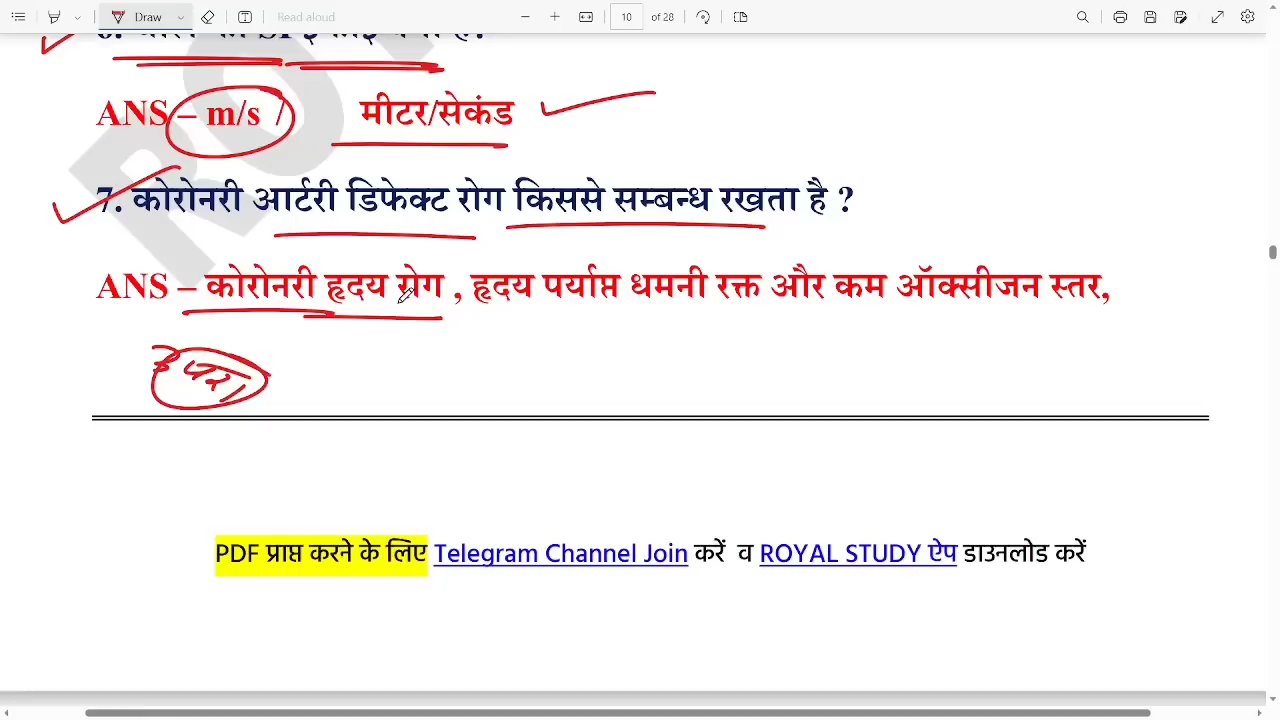 Draw
Read aloud
10 of 28
ANS – m/s / मीटर/सेकंड
7. कोरोनरी आर्टरी डिफेक्ट रोग किससे सम्बन्ध रखता है ?
ANS – कोरोनरी हृदय रोग , हृदय पर्याप्त धमनी रक्त और कम ऑक्सीजन स्तर,
PDF प्राप्त करने के लिए Telegram Channel Join करें व ROYAL STUDY ऐप डाउनलोड करें